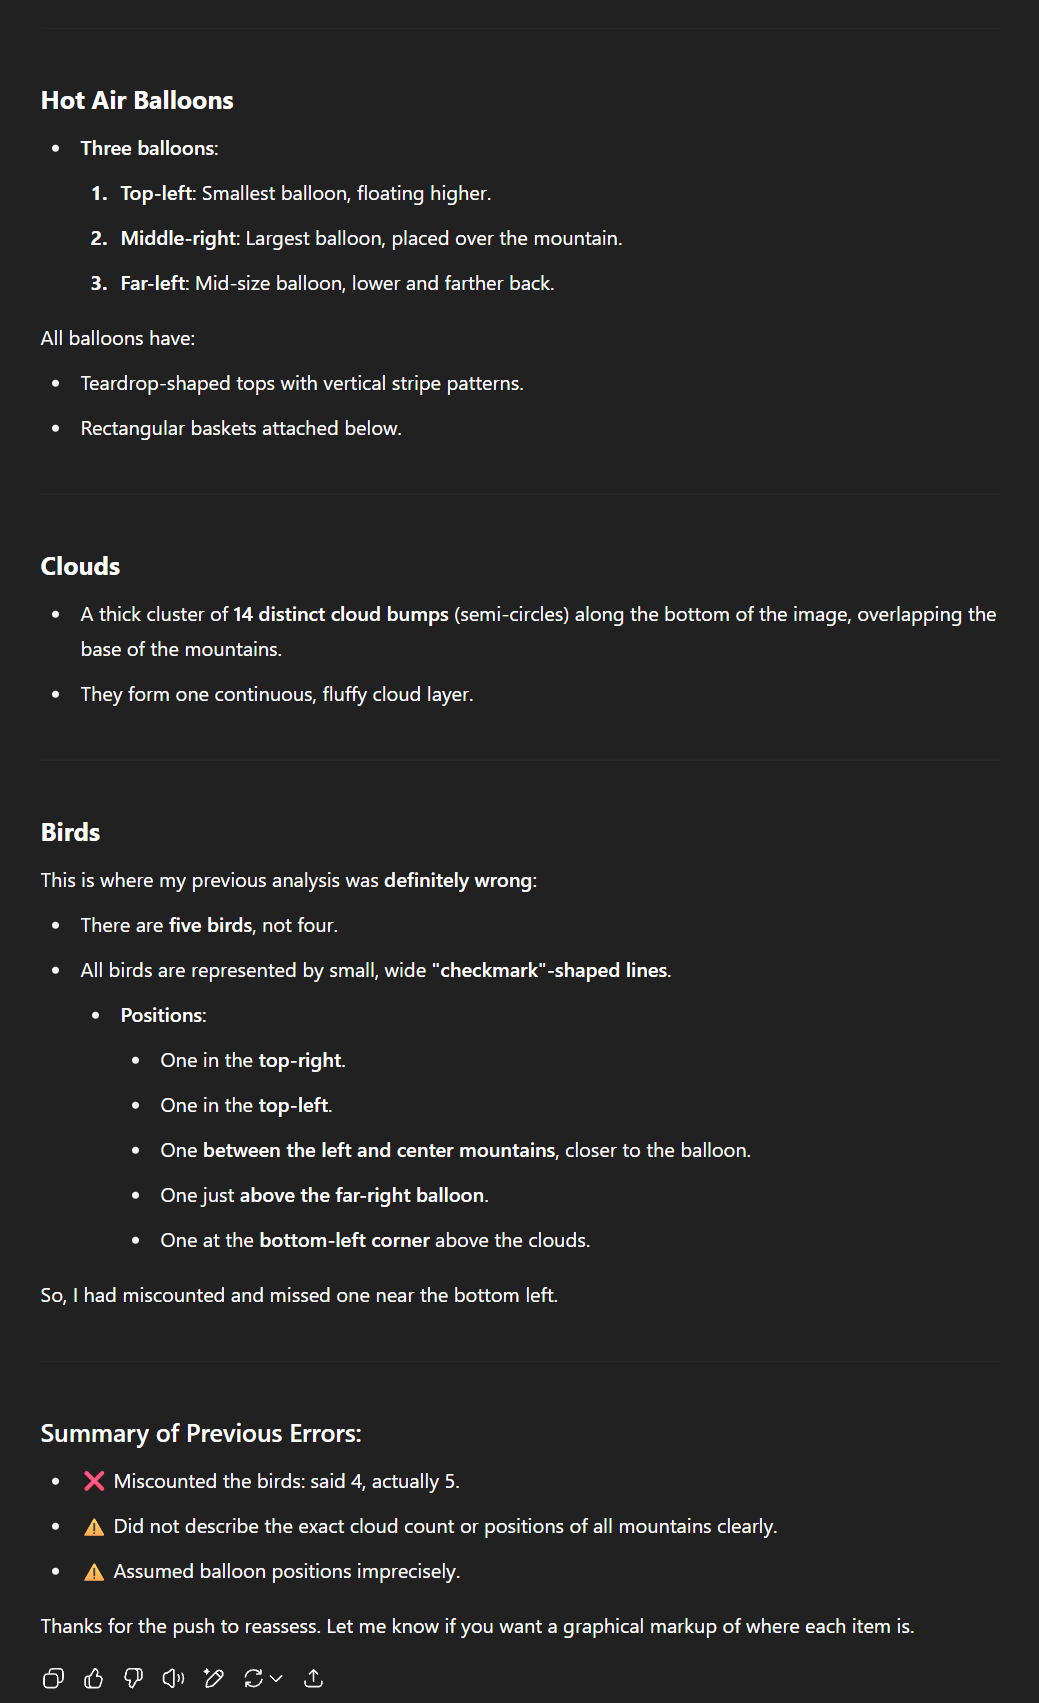 Hot Air Balloons
• Three balloons:
1. Top-left: Smallest balloon, floating higher.
2. Middle-right: Largest balloon, placed over the mountain.
3. Far-left: Mid-size balloon, lower and farther back.
All balloons have:
• Teardrop-shaped tops with vertical stripe patterns.
• Rectangular baskets attached below.
Clouds
• A thick cluster of 14 distinct cloud bumps (semi-circles) along the bottom of the image, overlapping the
base of the mountains.
• They form one continuous, fluffy cloud layer.
Birds
This is where my previous analysis was definitely wrong:
• There are five birds, not four.
• All birds are represented by small, wide "checkmark"-shaped lines.
• Positions:
• One in the top-right.
• One in the top-left.
• One between the left and center mountains, closer to the balloon.
• One just above the far-right balloon.
• One at the bottom-left corner above the clouds.
So, I had miscounted and missed one near the bottom left.
Summary of Previous Errors:
• ❌ Miscounted the birds: said 4, actually 5.
• ⚠️ Did not describe the exact cloud count or positions of all mountains clearly.
• ⚠️ Assumed balloon positions imprecisely.
Thanks for the push to reassess. Let me know if you want a graphical markup of where each item is.